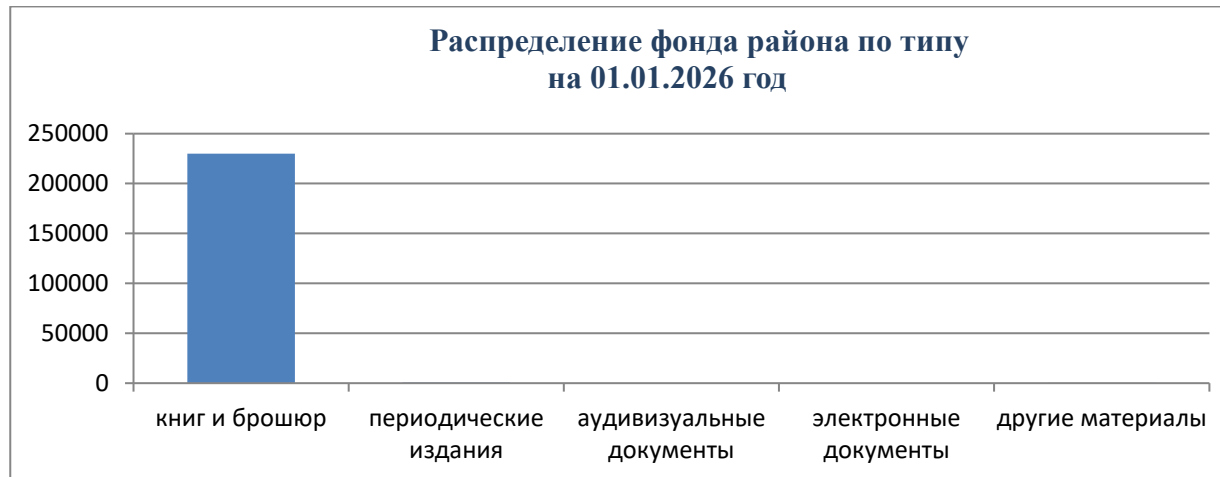 Распределение фонда района по типу
на 01.01.2026 год
250000
200000
150000
100000
50000
0
книг и брошюр
периодические
издания
аудивизуальные
документы
электронные
документы
другие материалы